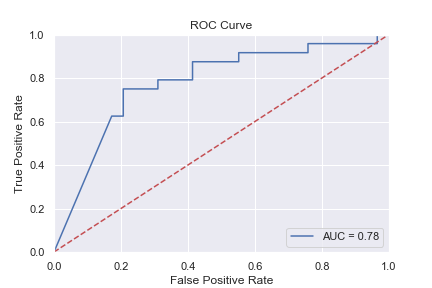 ROC Curve
True Positive Rate
1.0
0.8
0.6
0.4
0.2
0.0
AUC = 0.78
0.0 0.2 0.4 0.6 0.8 1.0
False Positive Rate